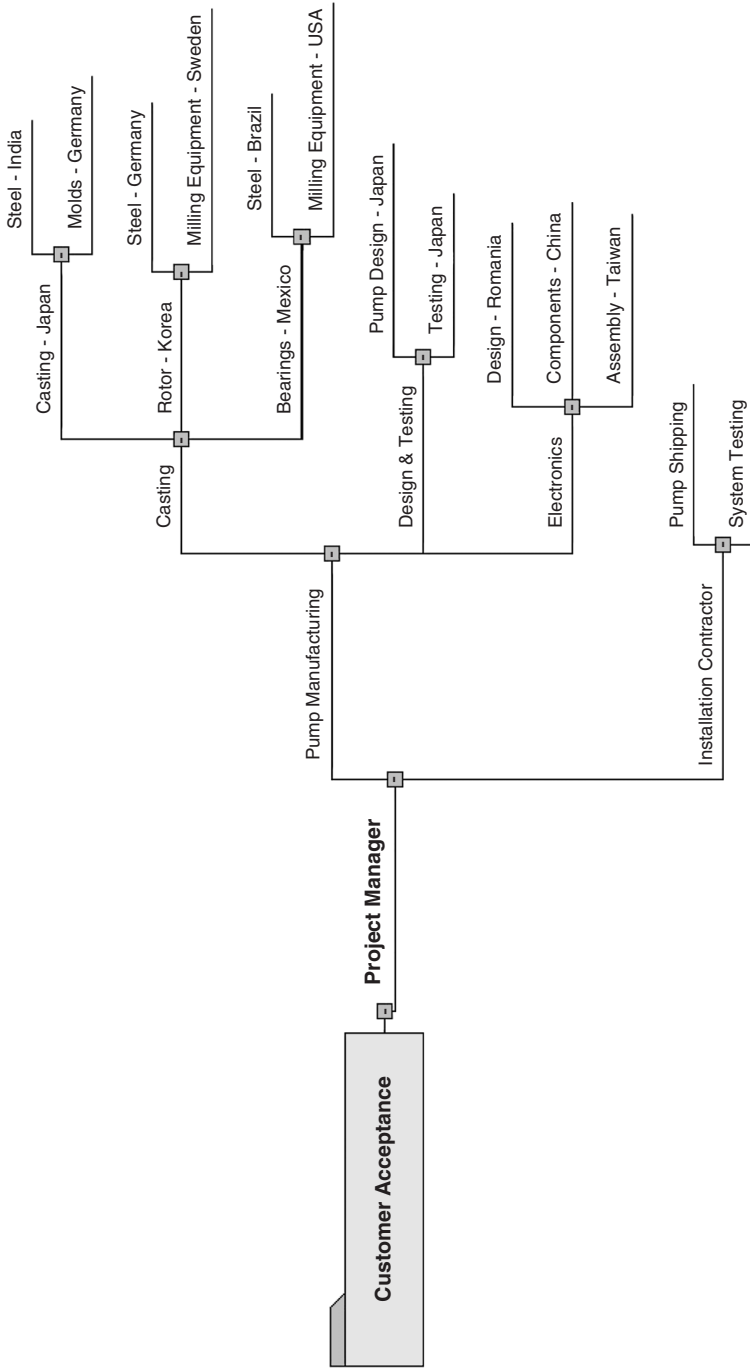 Customer Acceptance
Project Manager
Pump Manufacturing
Casting
Casting - Japan
Steel - India
Molds - Germany
Rotor - Korea
Steel - Germany
Milling Equipment - Sweden
Bearings - Mexico
Steel - Brazil
Milling Equipment - USA
Design & Testing
Pump Design - Japan
Testing - Japan
Electronics
Design - Romania
Components - China
Assembly - Taiwan
Installation Contractor
Pump Shipping
System Testing